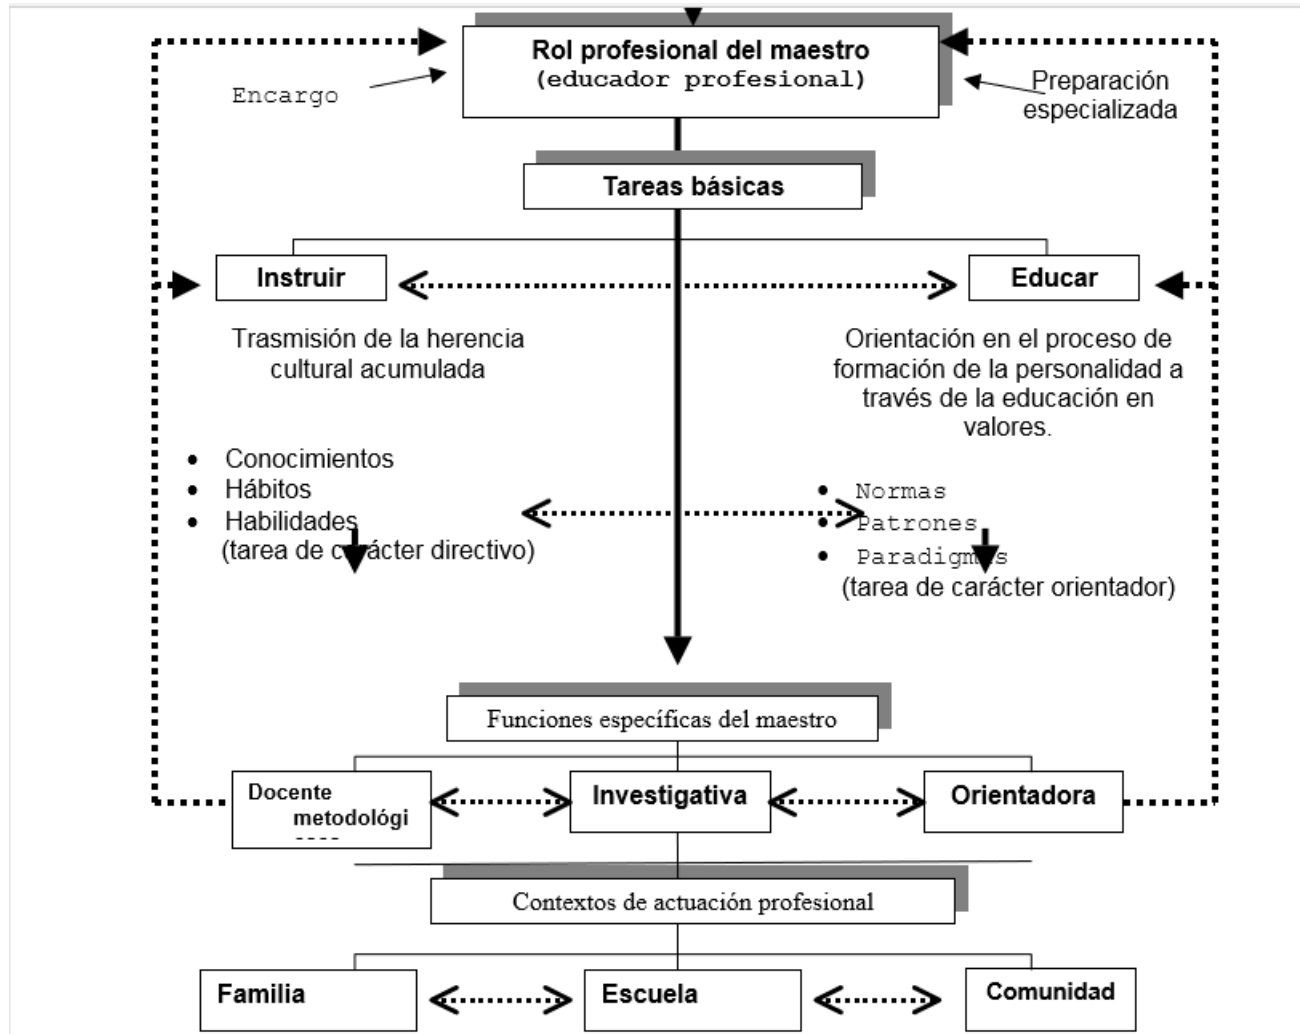 Rol profesional del maestro
(educador profesional)
Encargo
Preparación
especializada
Tareas básicas
Instruir
Educar
Trasmisión de la herencia
cultural acumulada
Orientación en el proceso de
formación de la personalidad a
través de la educación en
valores.
• Conocimientos
• Hábitos
• Habilidades
(tarea de carácter directivo)
• Normas
• Patrones
• Paradigmas
(tarea de carácter orientador)
Funciones específicas del maestro
Docente
metodológi
Investigativa
Orientadora
Contextos de actuación profesional
Familia
Escuela
Comunidad